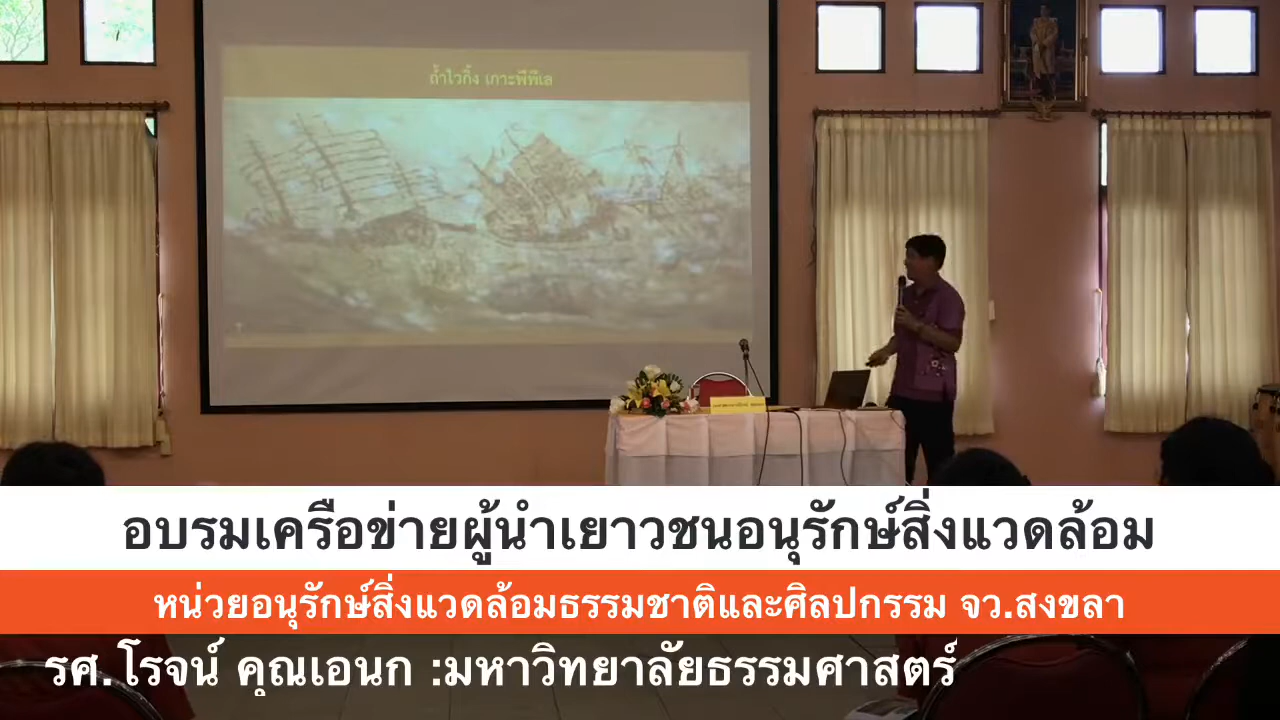 ถ้ำไวกิ้ง เกาะพีพีเล
อบรมเครือข่ายผู้นำเยาวชนอนุรักษ์สิ่งแวดล้อม
หน่วยอนุรักษ์สิ่งแวดล้อมธรรมชาติและศิลปกรรม จว.สงขลา
รศ.โรจน์ คุณเอนก :มหาวิทยาลัยธรรมศาสตร์